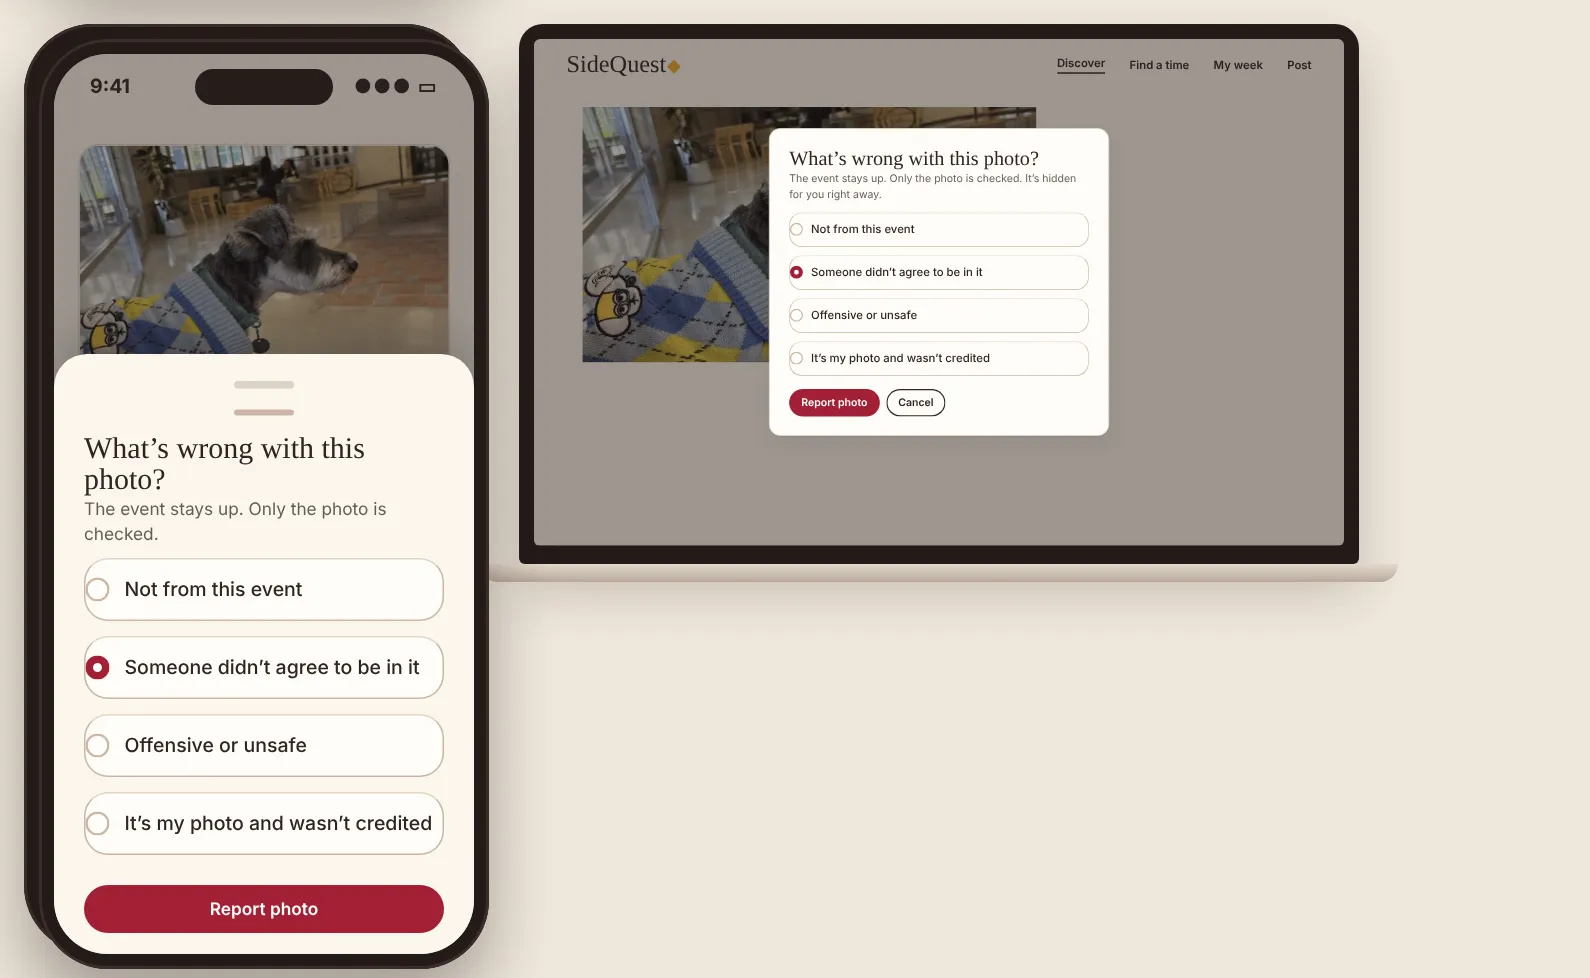 9:41
What’s wrong with this
photo?
The event stays up. Only the photo is
checked.
Not from this event
Someone didn’t agree to be in it
Offensive or unsafe
It’s my photo and wasn’t credited
Report photo
SideQuest
Discover
Find a time
My week
Post
What’s wrong with this photo?
The event stays up. Only the photo is checked. It’s hidden
for you right away.
Not from this event
Someone didn’t agree to be in it
Offensive or unsafe
It’s my photo and wasn’t credited
Report photo
Cancel